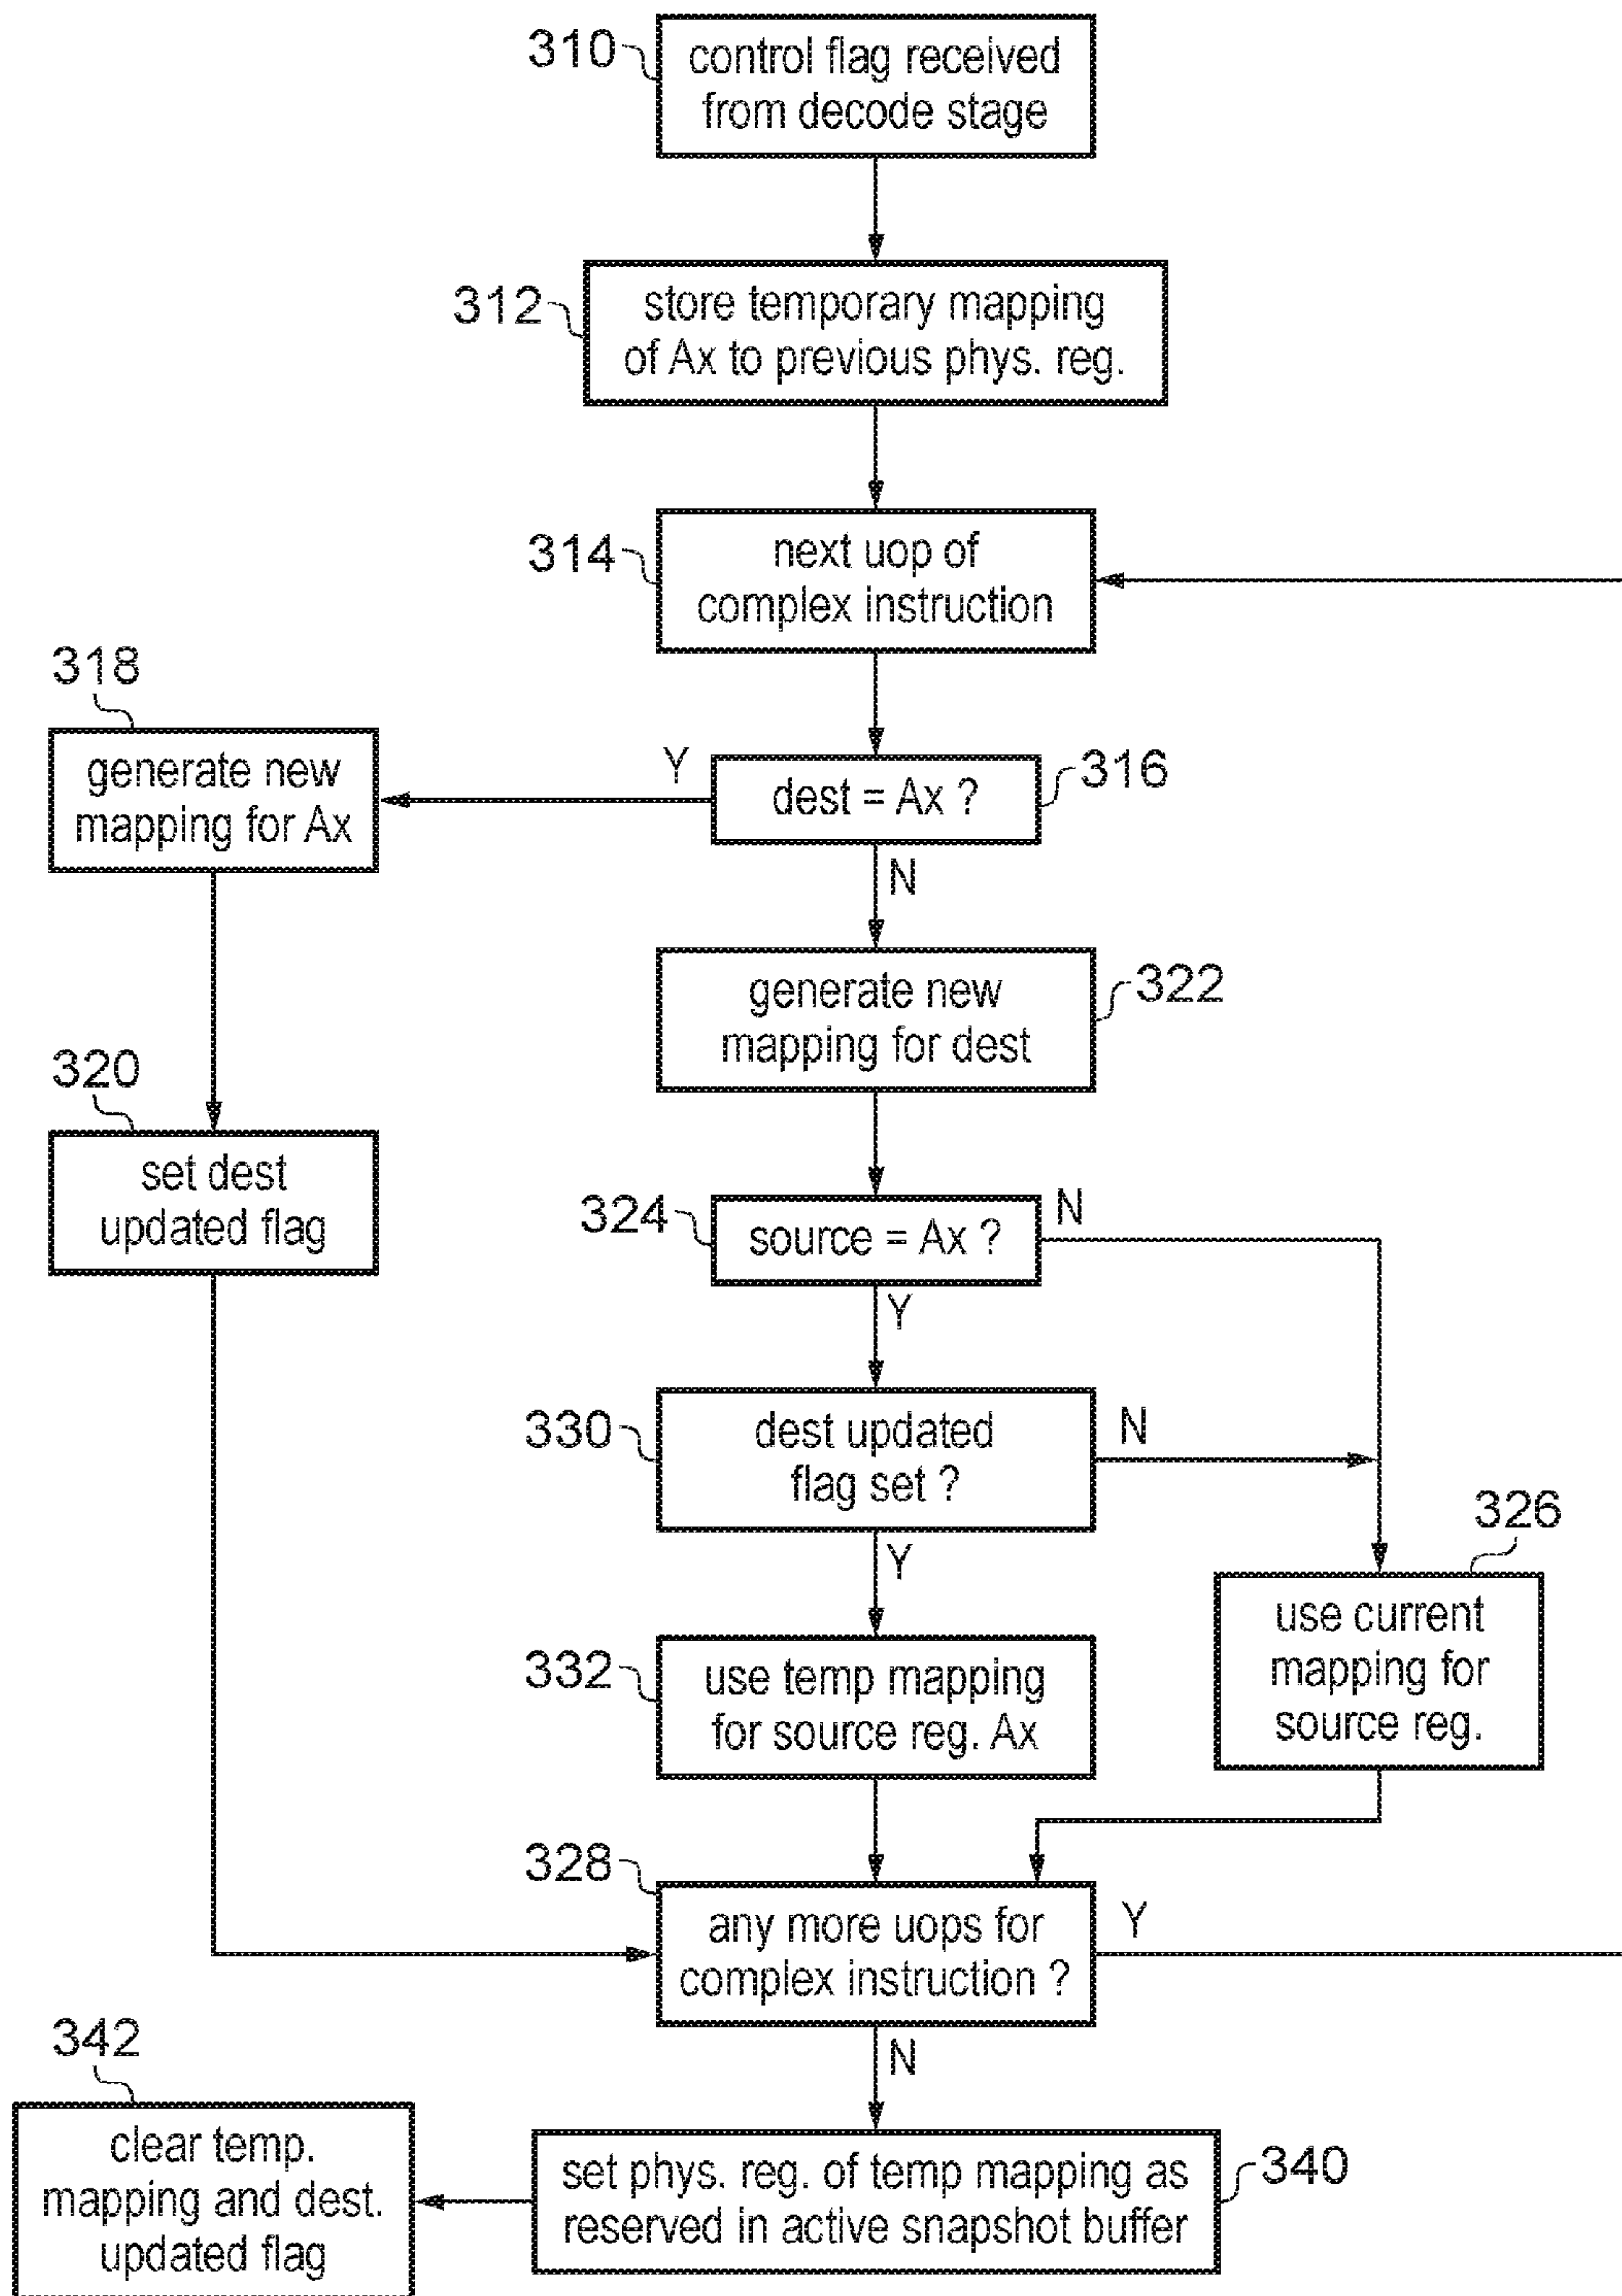 310
control flag received
from decode stage
312
store temporary mapping
of Ax to previous phys. reg.
314
next uop of
complex instruction
318
generate new
mapping for Ax
Y
dest = Ax ?
316
N
generate new
mapping for dest
322
320
set dest
updated flag
324
source = Ax ?
N
Y
330
dest updated
flag set ?
N
Y
326
use current
mapping for
source reg.
332
use temp mapping
for source reg. Ax
328
any more uops for
complex instruction ?
Y
N
342
clear temp.
mapping and dest.
updated flag
set phys. reg. of temp mapping as
reserved in active snapshot buffer
340